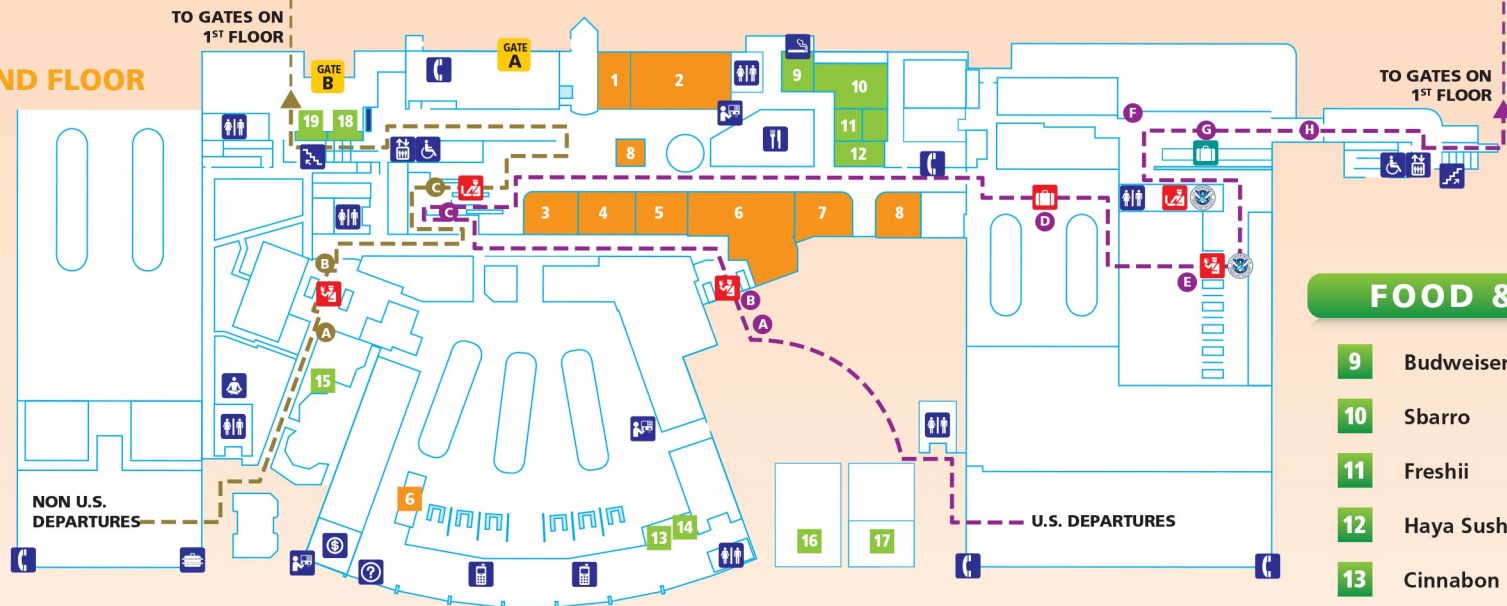 TO GATES ON
1ST FLOOR
ND FLOOR
GATE
B
GATE
A
1
2
9
10
11
12
TO GATES ON
1ST FLOOR
19
18
8
F
G
H
C
C
3
4
5
6
7
8
D
B
B
A
E
A
15
FOOD &
9 Budweiser
10 Sbarro
11 Freshii
12 Haya Sush
13 Cinnabon
NON U.S.
DEPARTURES
6
$
?
13
14
16
17
U.S. DEPARTURES